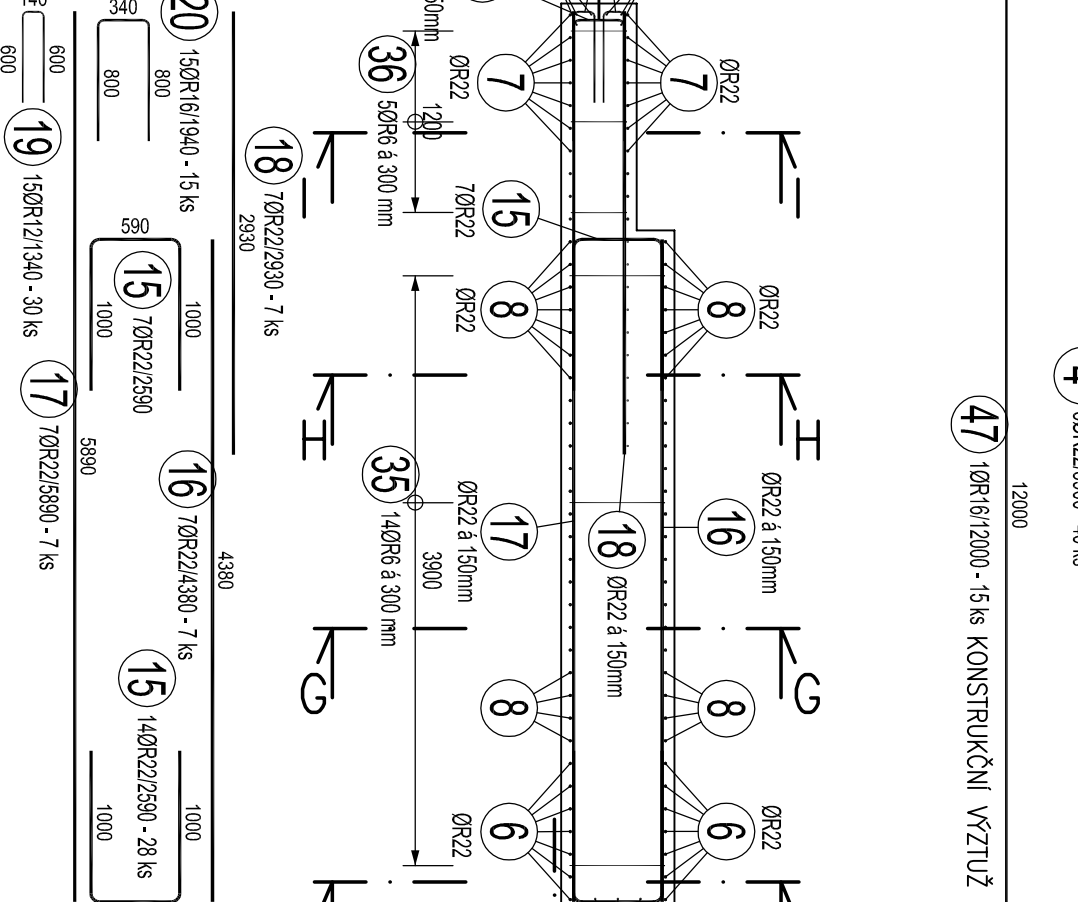 12000
47 1ØR16/12000 - 15 ks KONSTRUKČNÍ VÝZTUŽ
I
H
G
ØR22
7
ØR22
8
16 ØR22 á 150mm
8
ØR22
6
18 ØR22 á 150mm
ØR22
7
7ØR22
15
ØR22
8
17 ØR22 á 150mm
8
ØR22
6
1200
36 5ØR6 á 300 mm
3900
35 14ØR6 á 300 mm
I
H
G
18 7ØR22/2930 - 7 ks
2930
4380
16 7ØR22/4380 - 7 ks
20 15ØR16/1940 - 15 ks
340
800
800
590
1000
1000
15 7ØR22/2590
15 14ØR22/2590 - 28 ks
1000
1000
5890
17 7ØR22/5890 - 7 ks
600
600
19 15ØR12/1340 - 30 ks